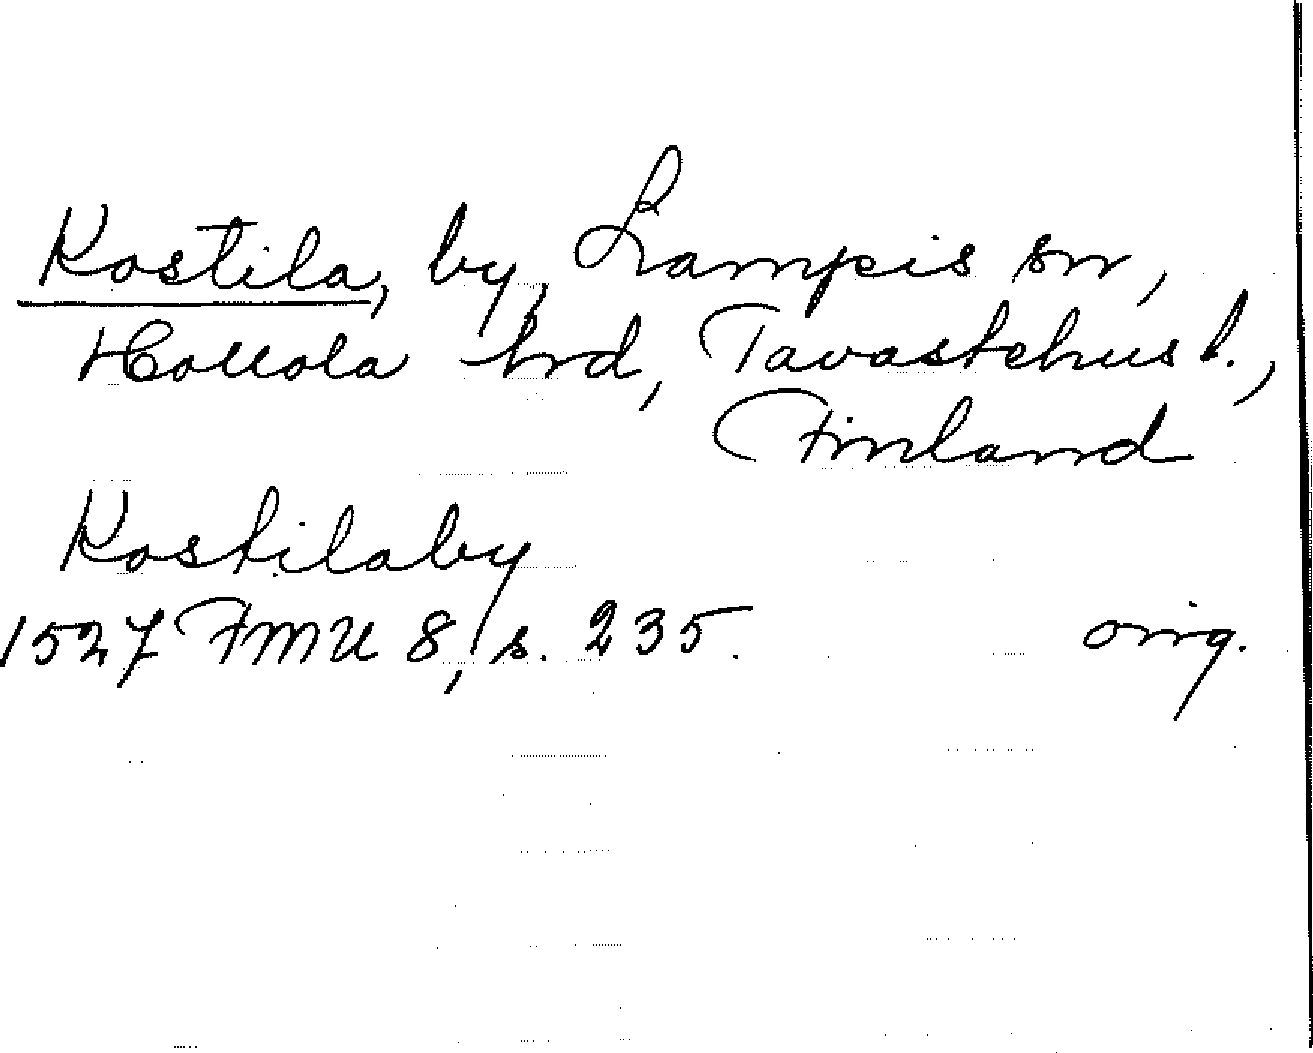 Kostila, by, Lampis sn,
Hollola hrd, Tavastehus l.,
Finland
Kostilaby
1527 FMU 8, s. 235. orig.